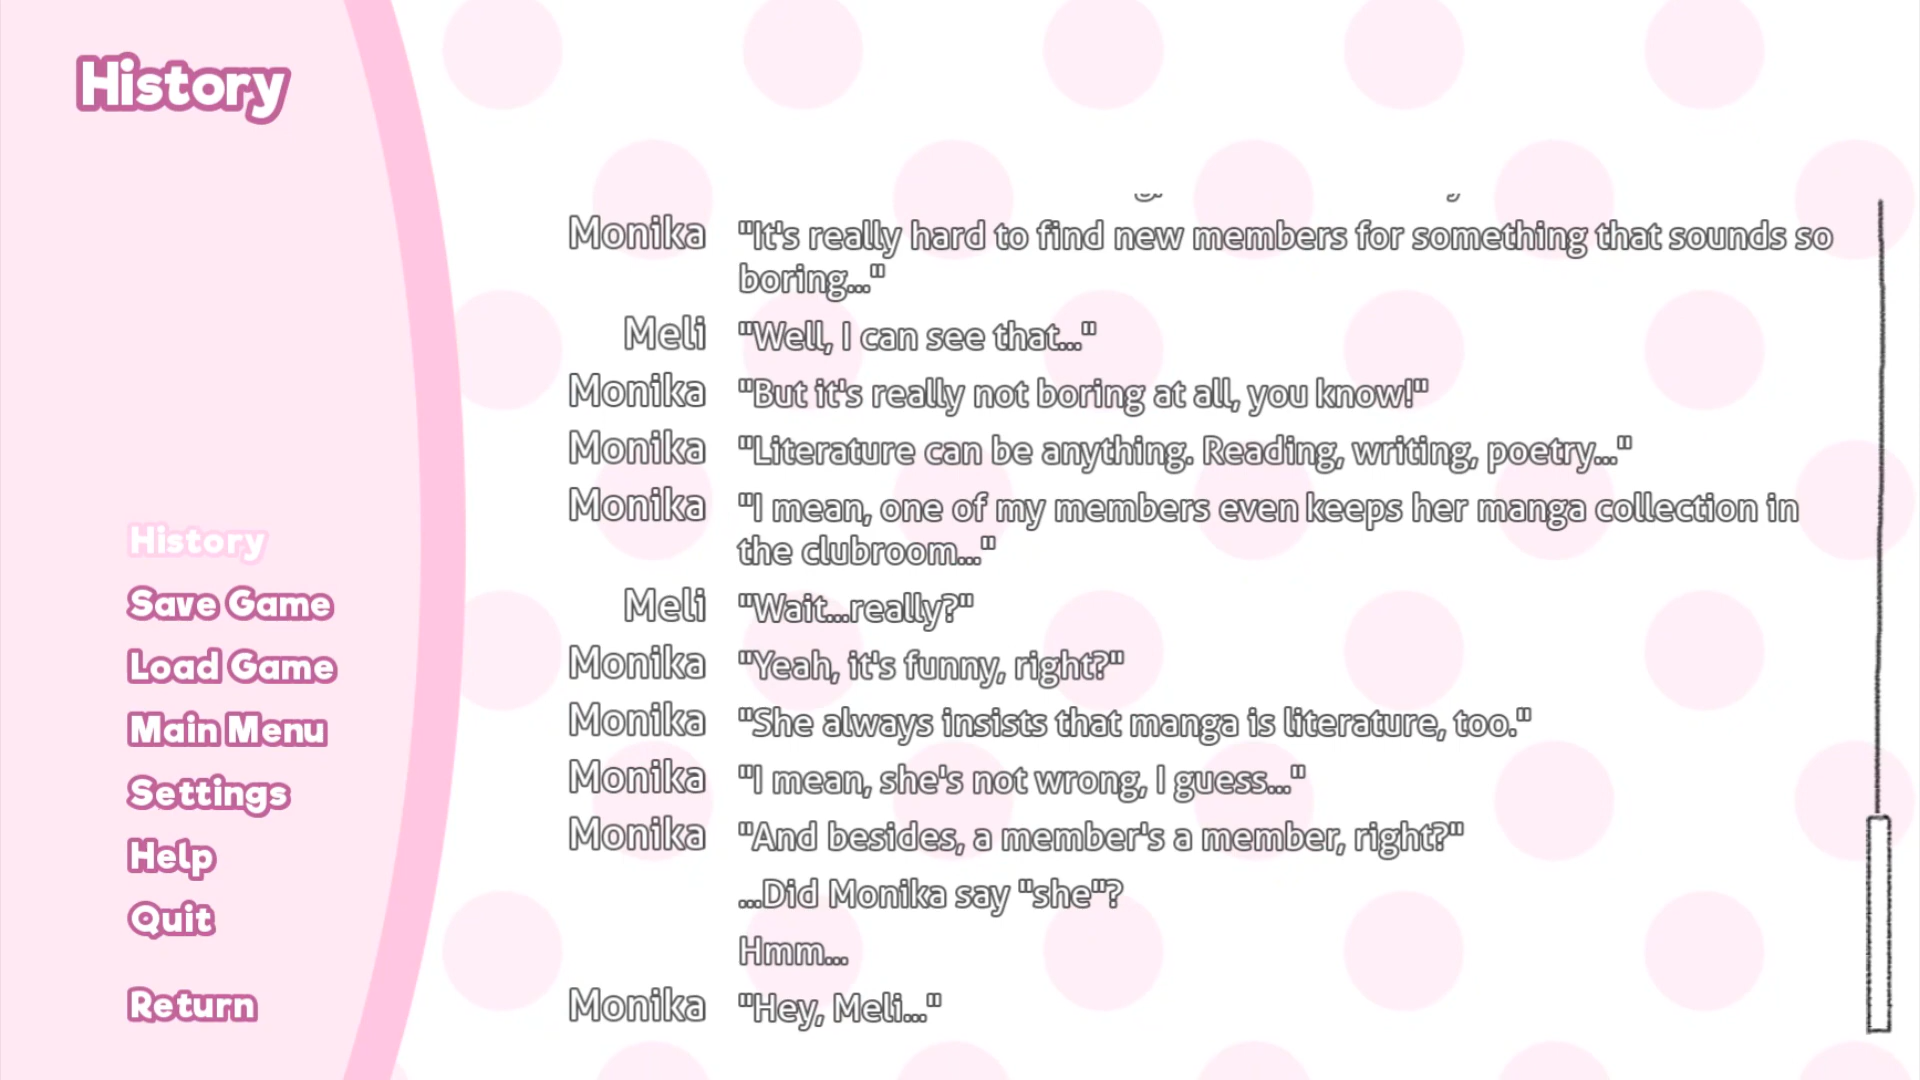 History
Monika "It's really hard to find new members for something that sounds so
boring..."
Meli "Well, I can see that..."
Monika "But it's really not boring at all, you know!"
Monika "Literature can be anything. Reading, writing, poetry..."
Monika "I mean, one of my members even keeps her manga collection in
the clubroom..."
Meli "Wait...really?"
Monika "Yeah, it's funny, right?"
Monika "She always insists that manga is literature, too."
Monika "I mean, she's not wrong, I guess..."
Monika "And besides, a member's a member, right?"
...Did Monika say "she"?
Hmm...
Monika "Hey, Meli..."
History
Save Game
Load Game
Main Menu
Settings
Help
Quit
Return